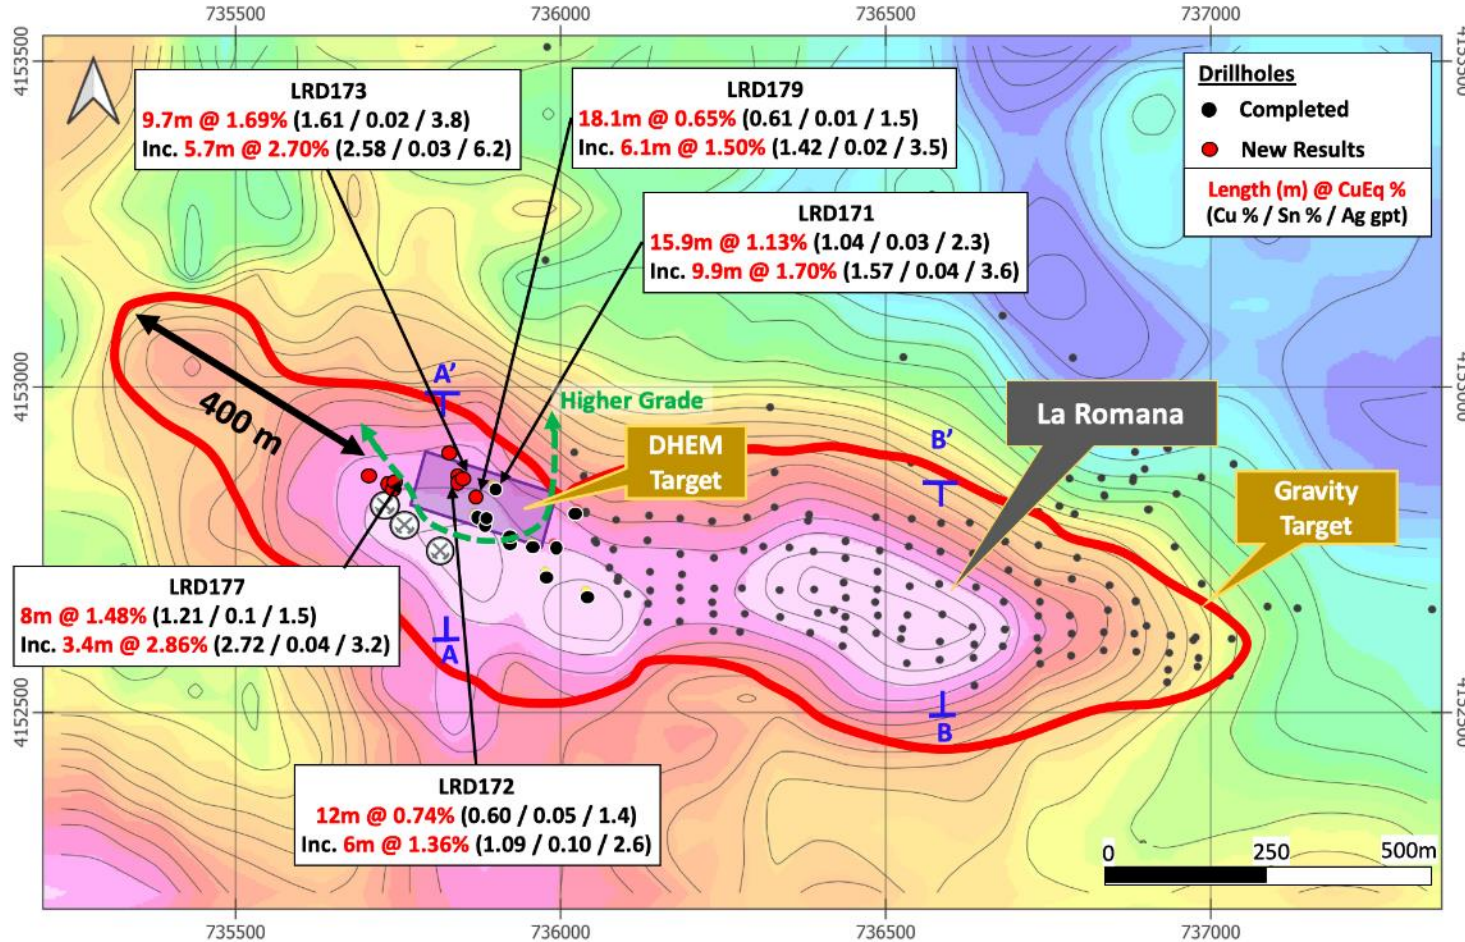 735500 736000 736500 737000
4153500
4153500
LRD173
9.7m @ 1.69% (1.61 / 0.02 / 3.8)
Inc. 5.7m @ 2.70% (2.58 / 0.03 / 6.2)
LRD179
18.1m @ 0.65% (0.61 / 0.01 / 1.5)
Inc. 6.1m @ 1.50% (1.42 / 0.02 / 3.5)
Drillholes
Completed
New Results
Length (m) @ CuEq %
(Cu % / Sn % / Ag gpt)
LRD171
15.9m @ 1.13% (1.04 / 0.03 / 2.3)
Inc. 9.9m @ 1.70% (1.57 / 0.04 / 3.6)
4153000
4153000
400 m
A’
Higher Grade
DHEM
Target
B’
La Romana
Gravity
Target
LRD177
8m @ 1.48% (1.21 / 0.1 / 1.5)
Inc. 3.4m @ 2.86% (2.72 / 0.04 / 3.2)
A
B
4152500
4152500
LRD172
12m @ 0.74% (0.60 / 0.05 / 1.4)
Inc. 6m @ 1.36% (1.09 / 0.10 / 2.6)
0 250 500m
735500 736000 736500 737000